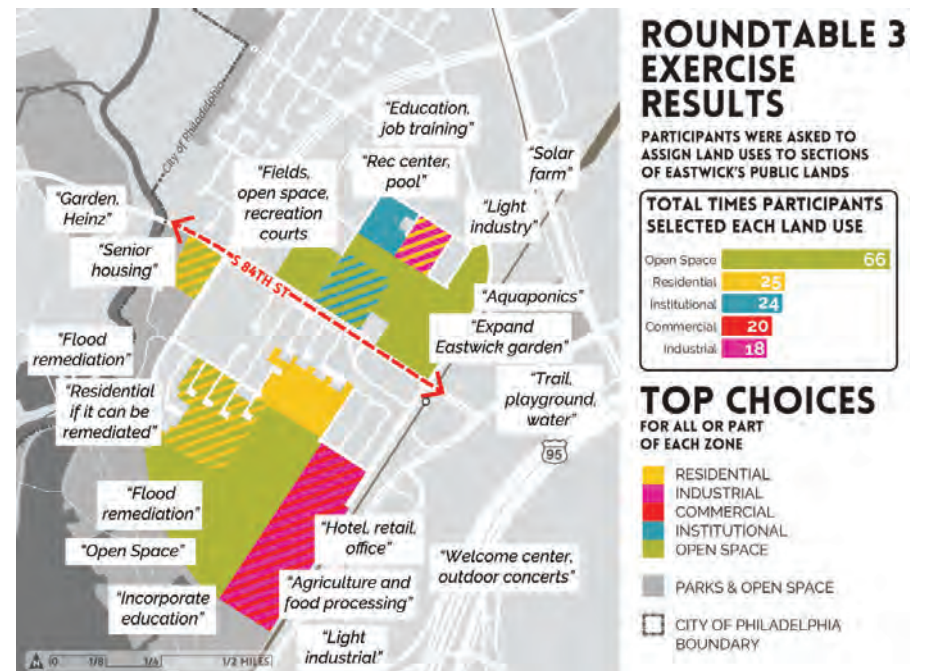 ROUNDTABLE 3
EXERCISE
RESULTS
PARTICIPANTS WERE ASKED TO
ASSIGN LAND USES TO SECTIONS
OF EASTWICK'S PUBLIC LANDS
TOTAL TIMES PARTICIPANTS
SELECTED EACH LAND USE
Open Space 66
Residential 25
Institutional 24
Commercial 20
Industrial 18
TOP CHOICES
FOR ALL OR PART
OF EACH ZONE
RESIDENTIAL
INDUSTRIAL
COMMERCIAL
INSTITUTIONAL
OPEN SPACE
PARKS & OPEN SPACE
CITY OF PHILADELPHIA
BOUNDARY
City of Philadelphia
"Education,
job training"
"Rec center,
pool"
"Solar
farm"
"Fields,
open space,
recreation
courts
"Garden,
Heinz"
"Light
industry"
"Senior
housing"
S 84TH ST
"Aquaponics"
"Expand
Eastwick garden"
"Flood
remediation"
"Residential
if it can be
remediated"
"Trail,
playground,
water"
95
"Flood
remediation"
"Open Space"
"Hotel, retail,
office"
"Welcome center,
outdoor concerts"
"Incorporate
education"
"Agriculture and
food processing"
"Light
industrial"
N 0 1/8 1/4 1/2 MILES